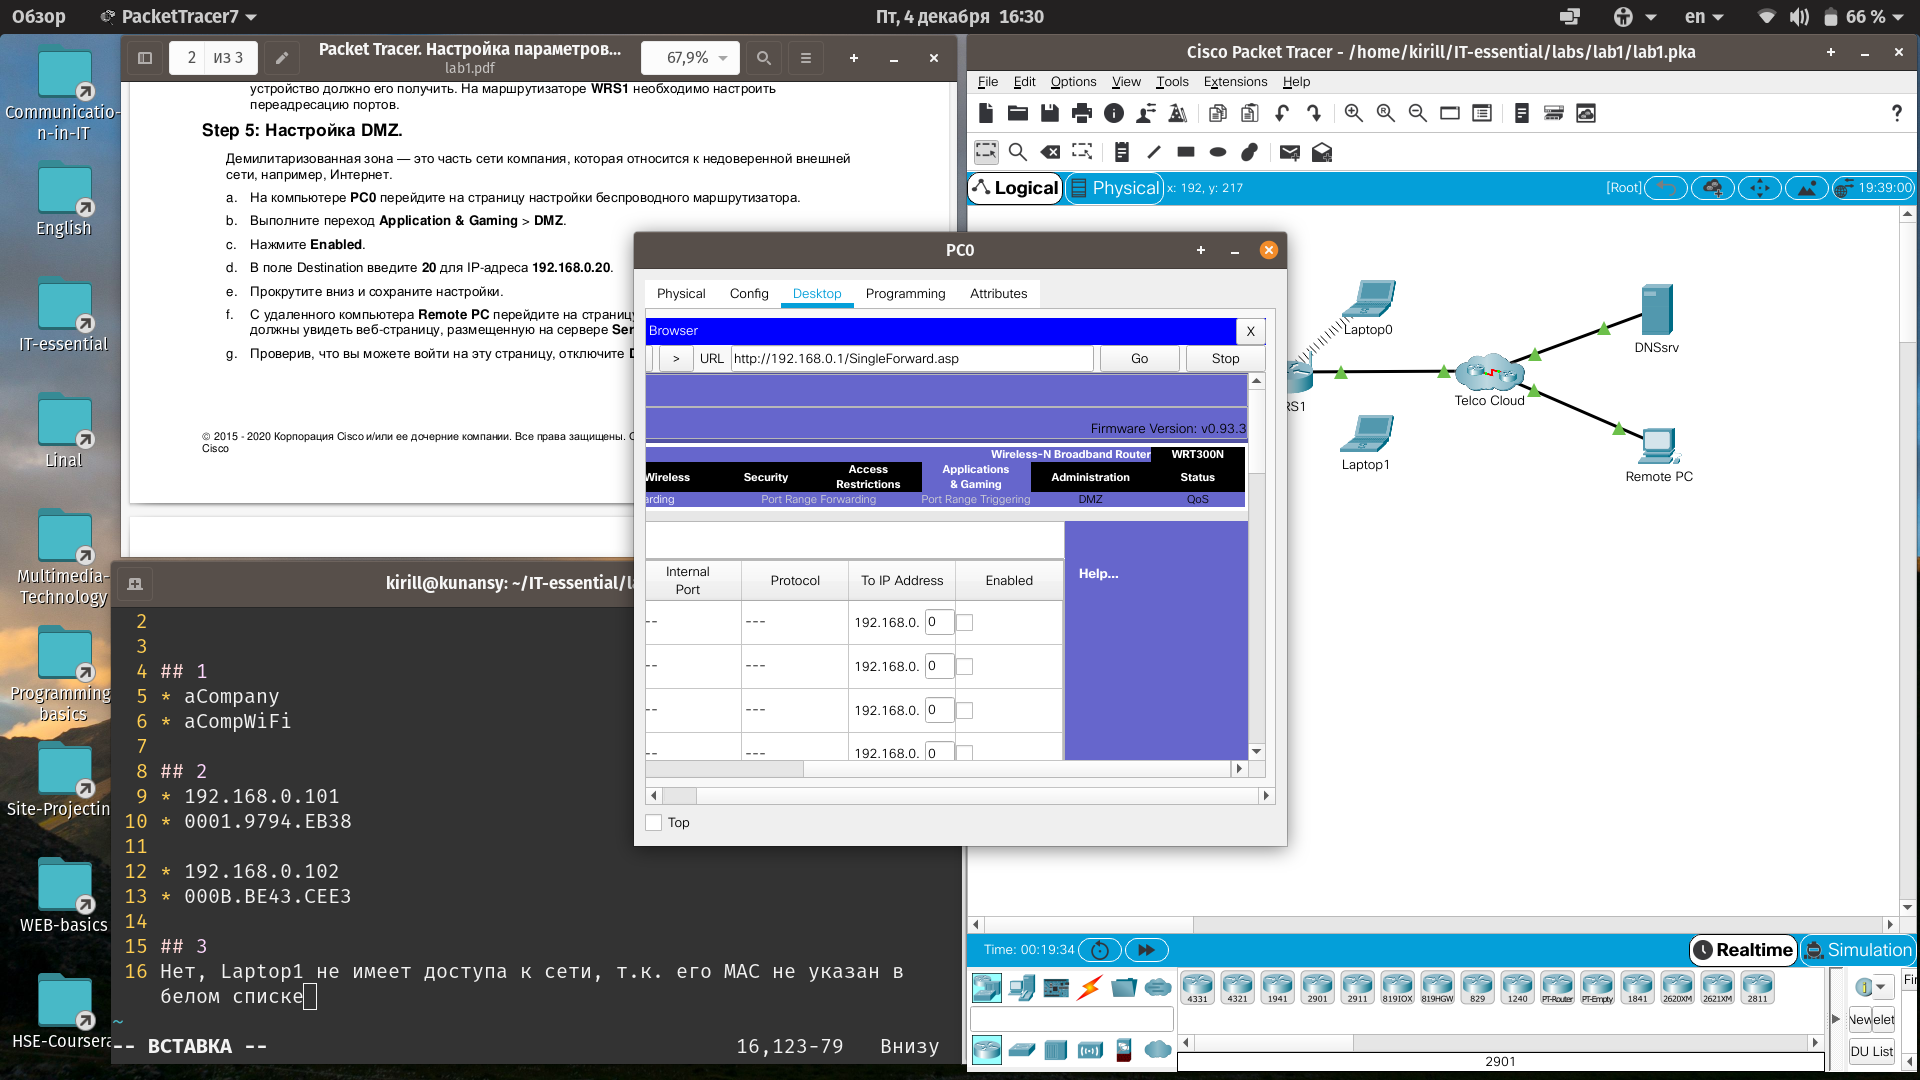 Обзор
PacketTracer7
Пт, 4 декабря 16:30
en
66 %
Communicatio-
n-in-IT
English
IT-essential
Linal
Multimedia-
Technology
Programming-
basics
Site-Projectin
WEB-basics
HSE-Coursera
2 из 3
Packet Tracer. Настройка параметров...
lab1.pdf
67,9%
устройство должно его получить. На маршрутизаторе WRS1 необходимо настроить
переадресацию портов.
Step 5: Настройка DMZ.
Демилитаризованная зона — это часть сети компания, которая относится к недоверенной внешней
сети, например, Интернет.
a. На компьютере PC0 перейдите на страницу настройки беспроводного маршрутизатора.
b. Выполните переход Application & Gaming > DMZ.
c. Нажмите Enabled.
d. В поле Destination введите 20 для IP-адреса 192.168.0.20.
e. Прокрутите вниз и сохраните настройки.
f. С удаленного компьютера Remote PC перейдите на страницу
должны увидеть веб-страницу, размещенную на сервере Ser
g. Проверив, что вы можете войти на эту страницу, отключите D
© 2015 - 2020 Корпорация Cisco и/или ее дочерние компании. Все права защищены. C
Cisco
kirill@kunansy: ~/IT-essential/la
2
3
4 ## 1
5 * aCompany
6 * aCompWiFi
7
8 ## 2
9 * 192.168.0.101
10 * 0001.9794.EB38
11
12 * 192.168.0.102
13 * 000B.BE43.CEE3
14
15 ## 3
16 Нет, Laptop1 не имеет доступа к сети, т.к. его MAC не указан в
белом списке
~
-- ВСТАВКА --
16,123-79 Внизу
PC0
Physical Config Desktop Programming Attributes
Browser
X
> URL http://192.168.0.1/SingleForward.asp Go Stop
Firmware Version: v0.93.3
Wireless-N Broadband Router WRT300N
Wireless Security Access Restrictions Applications & Gaming Administration Status
arding Port Range Forwarding Port Range Triggering DMZ QoS
Internal Port Protocol To IP Address Enabled
Help...
-- --- 192.168.0. 0
-- --- 192.168.0. 0
-- --- 192.168.0. 0
-- --- 192.168.0. 0
Top
Cisco Packet Tracer - /home/kirill/IT-essential/labs/lab1/lab1.pka
File Edit Options View Tools Extensions Help
?
Logical Physical x: 192, y: 217
[Root] 19:39:00
Laptop0
DNSsrv
RS1
Telco Cloud
Laptop1
Remote PC
Time: 00:19:34
Realtime Simulation
4331 4321 1941 2901 2911 819IOX 819HGW 829 1240 PT-Router PT-Empty 1841 2620XM 2621XM 2811
2901
Fir
New elet
DU List